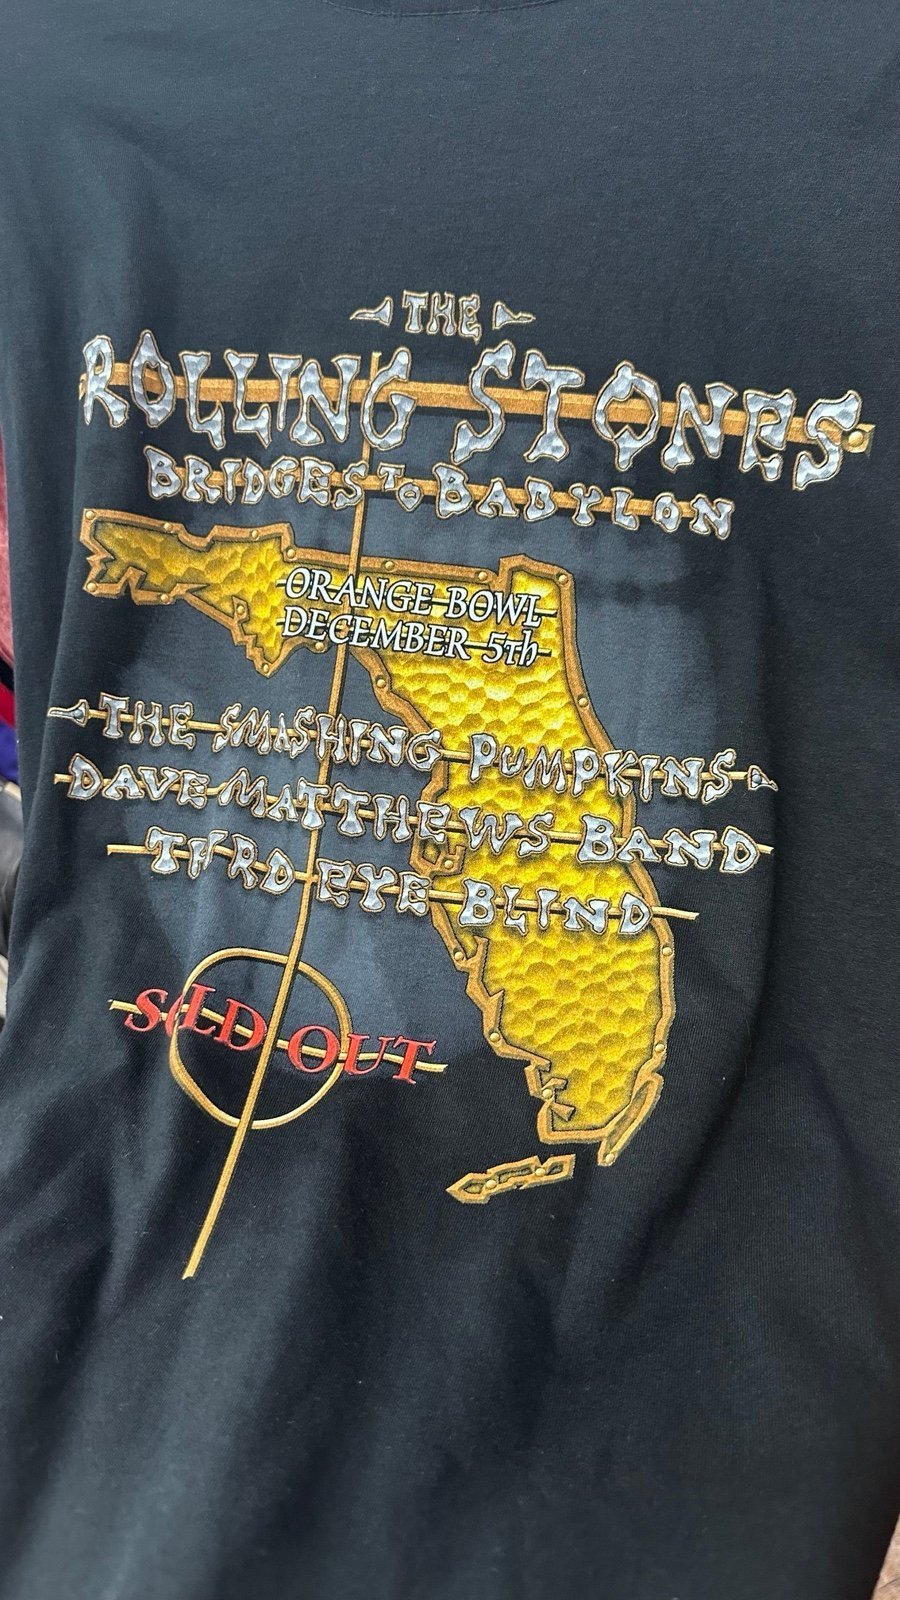 THE
ROLLING STONES
BRIDGES TO BABYLON
ORANGE BOWL
DECEMBER 5th
THE SMASHING PUMPKINS
DAVE MATTHEWS BAND
THIRD EYE BLIND
SOLD OUT